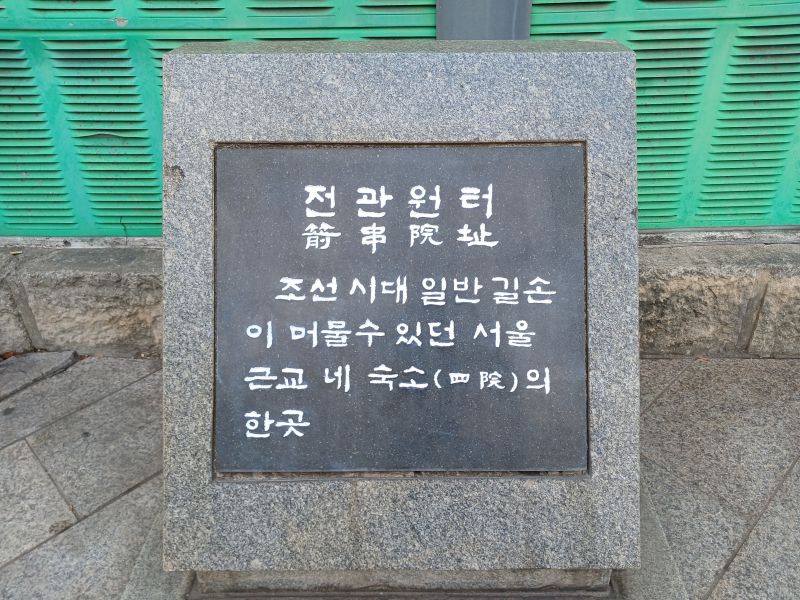 전관원터
箭串院址
조선 시대 일반 길손
이 머물수 있던 서울
근교 네 숙소(四院)의
한곳